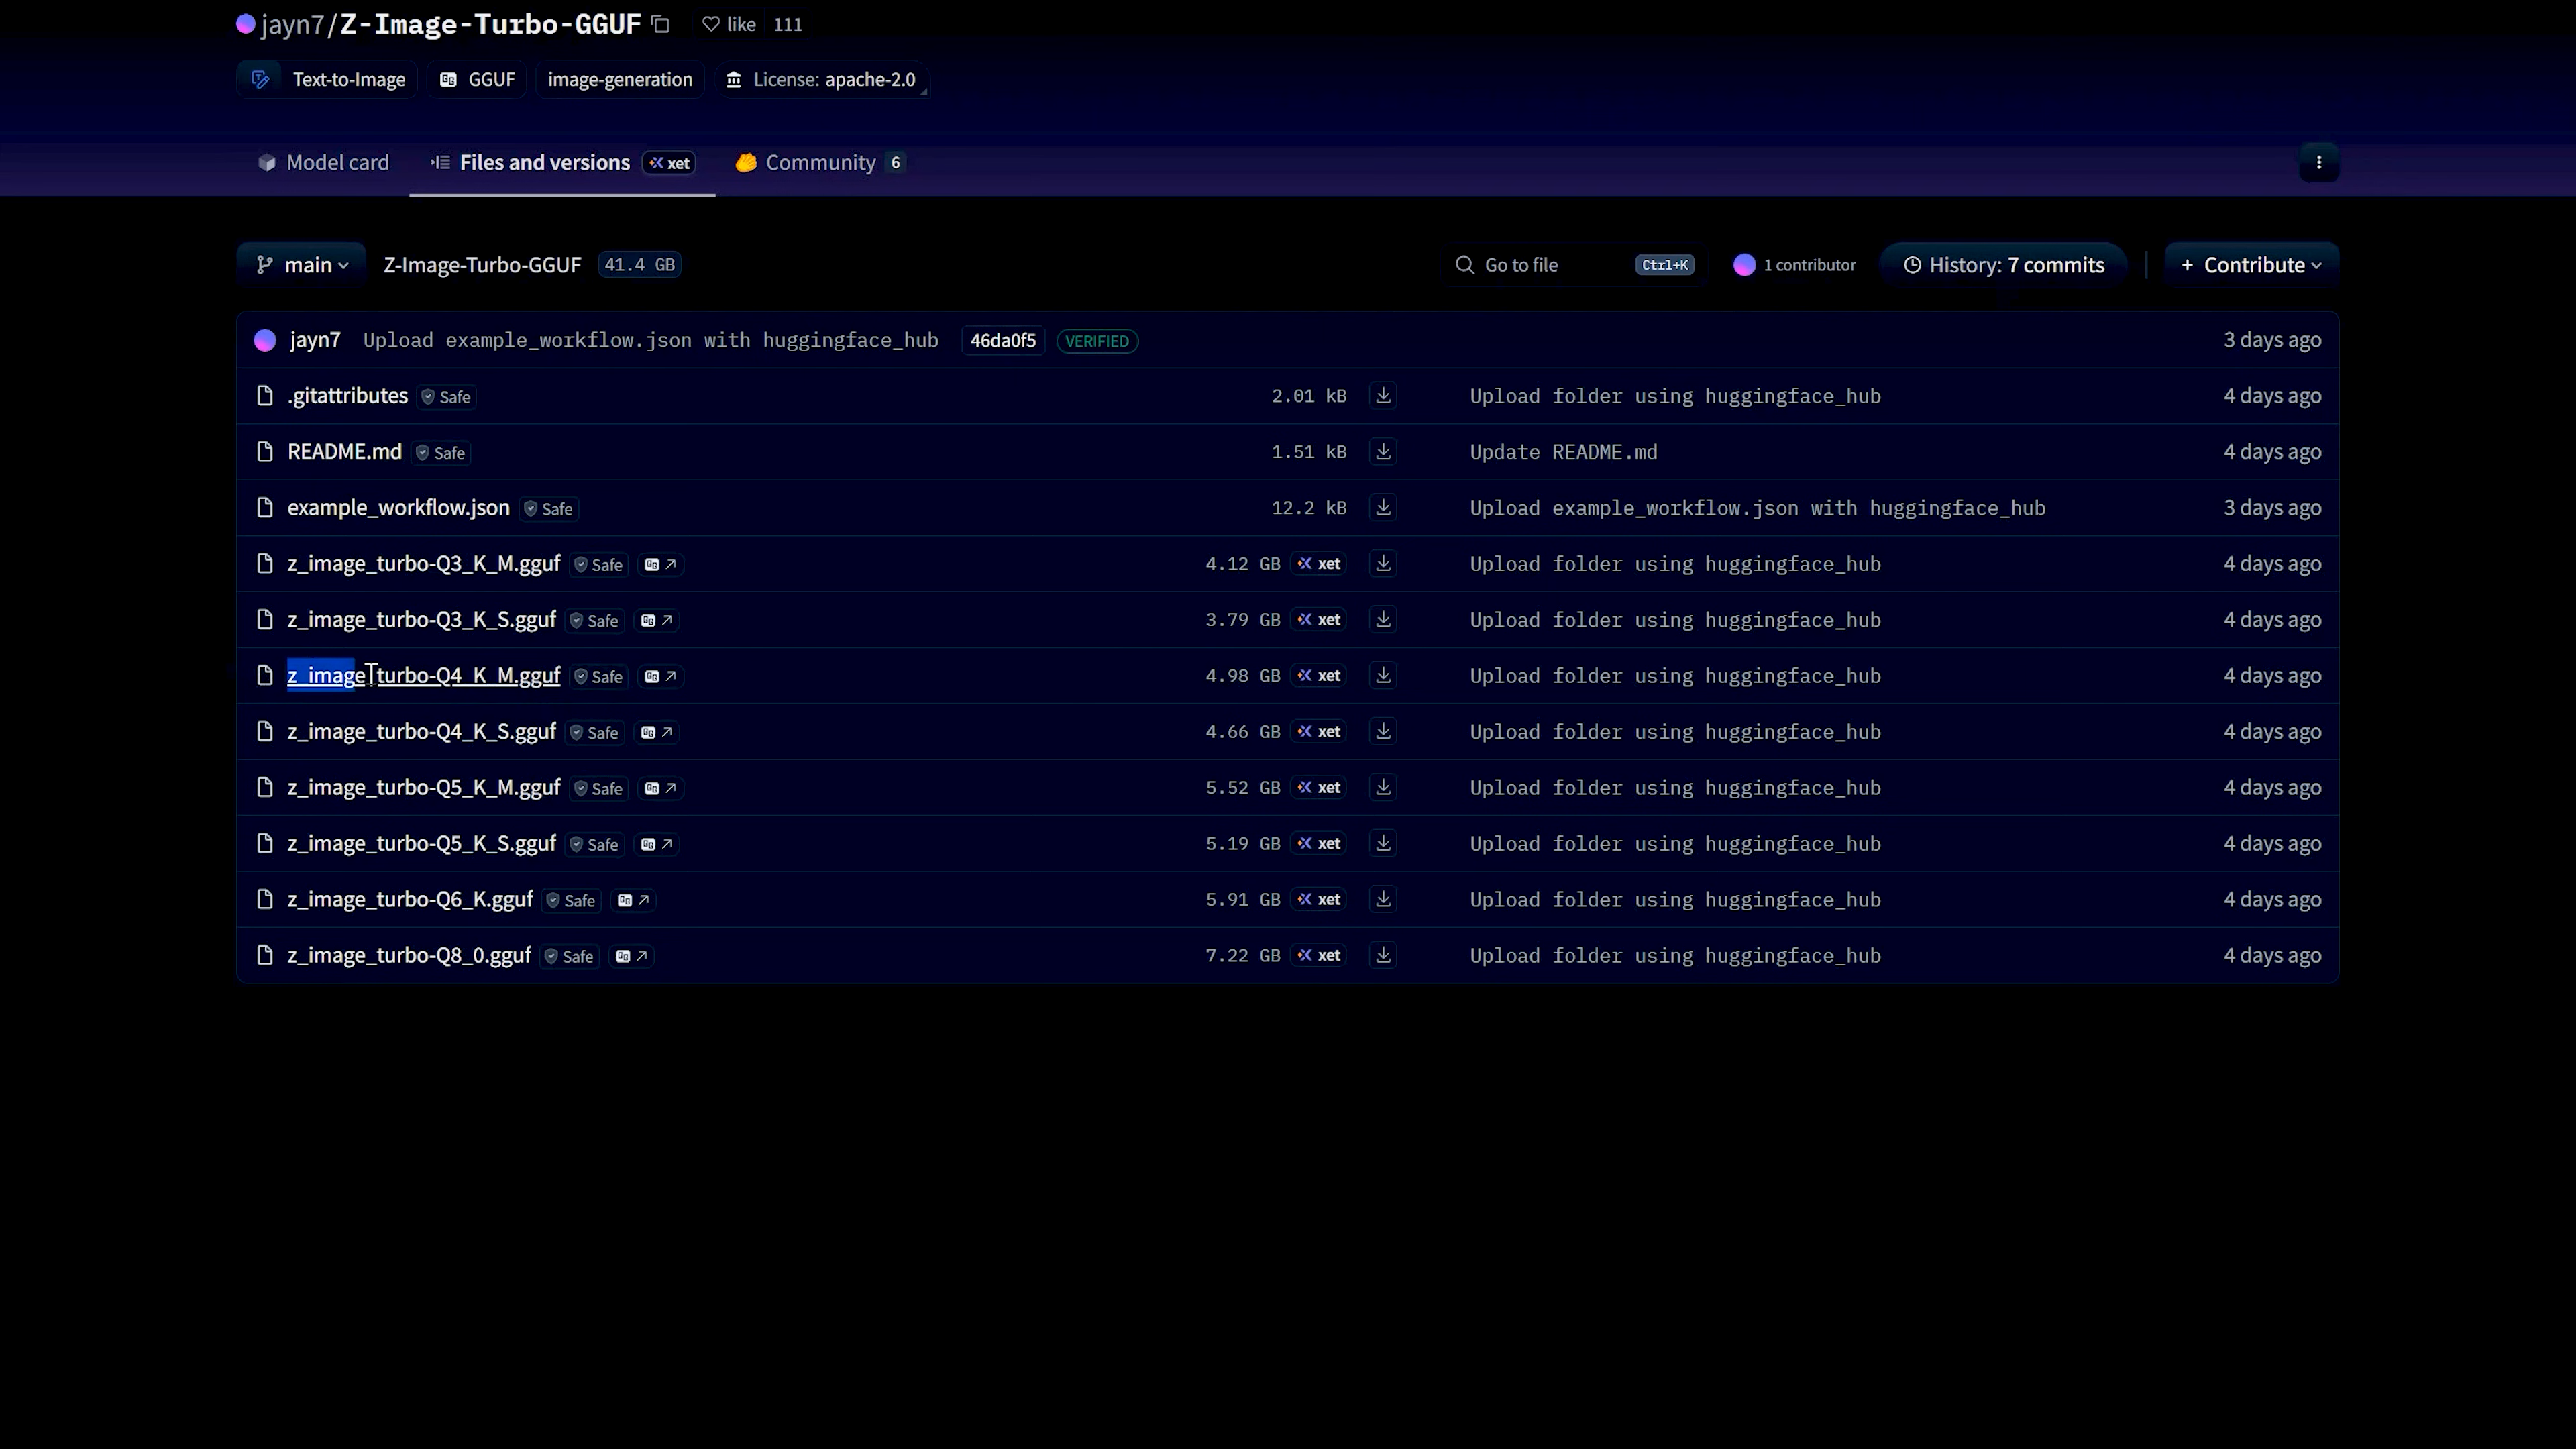 jayn7/Z-Image-Turbo-GGUF like 111
Text-to-Image GGUF image-generation License: apache-2.0
Model card Files and versions xet Community 6
main Z-Image-Turbo-GGUF 41.4 GB Go to file Ctrl+K 1 contributor History: 7 commits + Contribute
jayn7 Upload example_workflow.json with huggingface_hub 46da0f5 VERIFIED 3 days ago
.gitattributes Safe 2.01 kB Upload folder using huggingface_hub 4 days ago
README.md Safe 1.51 kB Update README.md 4 days ago
example_workflow.json Safe 12.2 kB Upload example_workflow.json with huggingface_hub 3 days ago
z_image_turbo-Q3_K_M.gguf Safe 4.12 GB xet Upload folder using huggingface_hub 4 days ago
z_image_turbo-Q3_K_S.gguf Safe 3.79 GB xet Upload folder using huggingface_hub 4 days ago
z_image_turbo-Q4_K_M.gguf Safe 4.98 GB xet Upload folder using huggingface_hub 4 days ago
z_image_turbo-Q4_K_S.gguf Safe 4.66 GB xet Upload folder using huggingface_hub 4 days ago
z_image_turbo-Q5_K_M.gguf Safe 5.52 GB xet Upload folder using huggingface_hub 4 days ago
z_image_turbo-Q5_K_S.gguf Safe 5.19 GB xet Upload folder using huggingface_hub 4 days ago
z_image_turbo-Q6_K.gguf Safe 5.91 GB xet Upload folder using huggingface_hub 4 days ago
z_image_turbo-Q8_0.gguf Safe 7.22 GB xet Upload folder using huggingface_hub 4 days ago